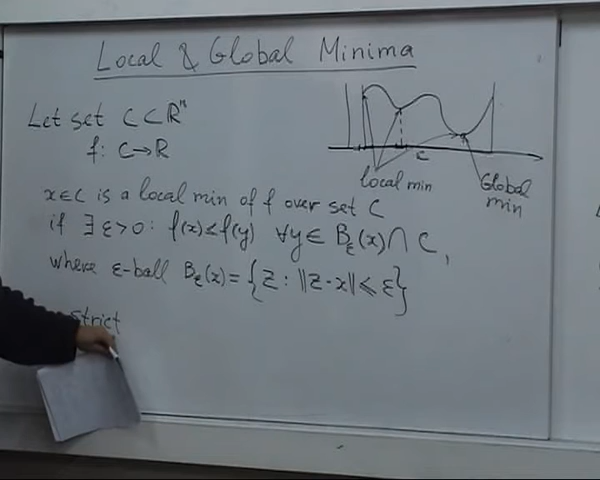 Local & Global Minima
Let set C ⊂ Rⁿ
f: C→R
c
local min
Global
min
x∈C is a local min of f over set C
if ∃ ε>0: f(x)≤f(y) ∀y∈ B_ε(x)∩C,
where ε-ball B_ε(x)={z: ||z-x||≤ε}
Strict